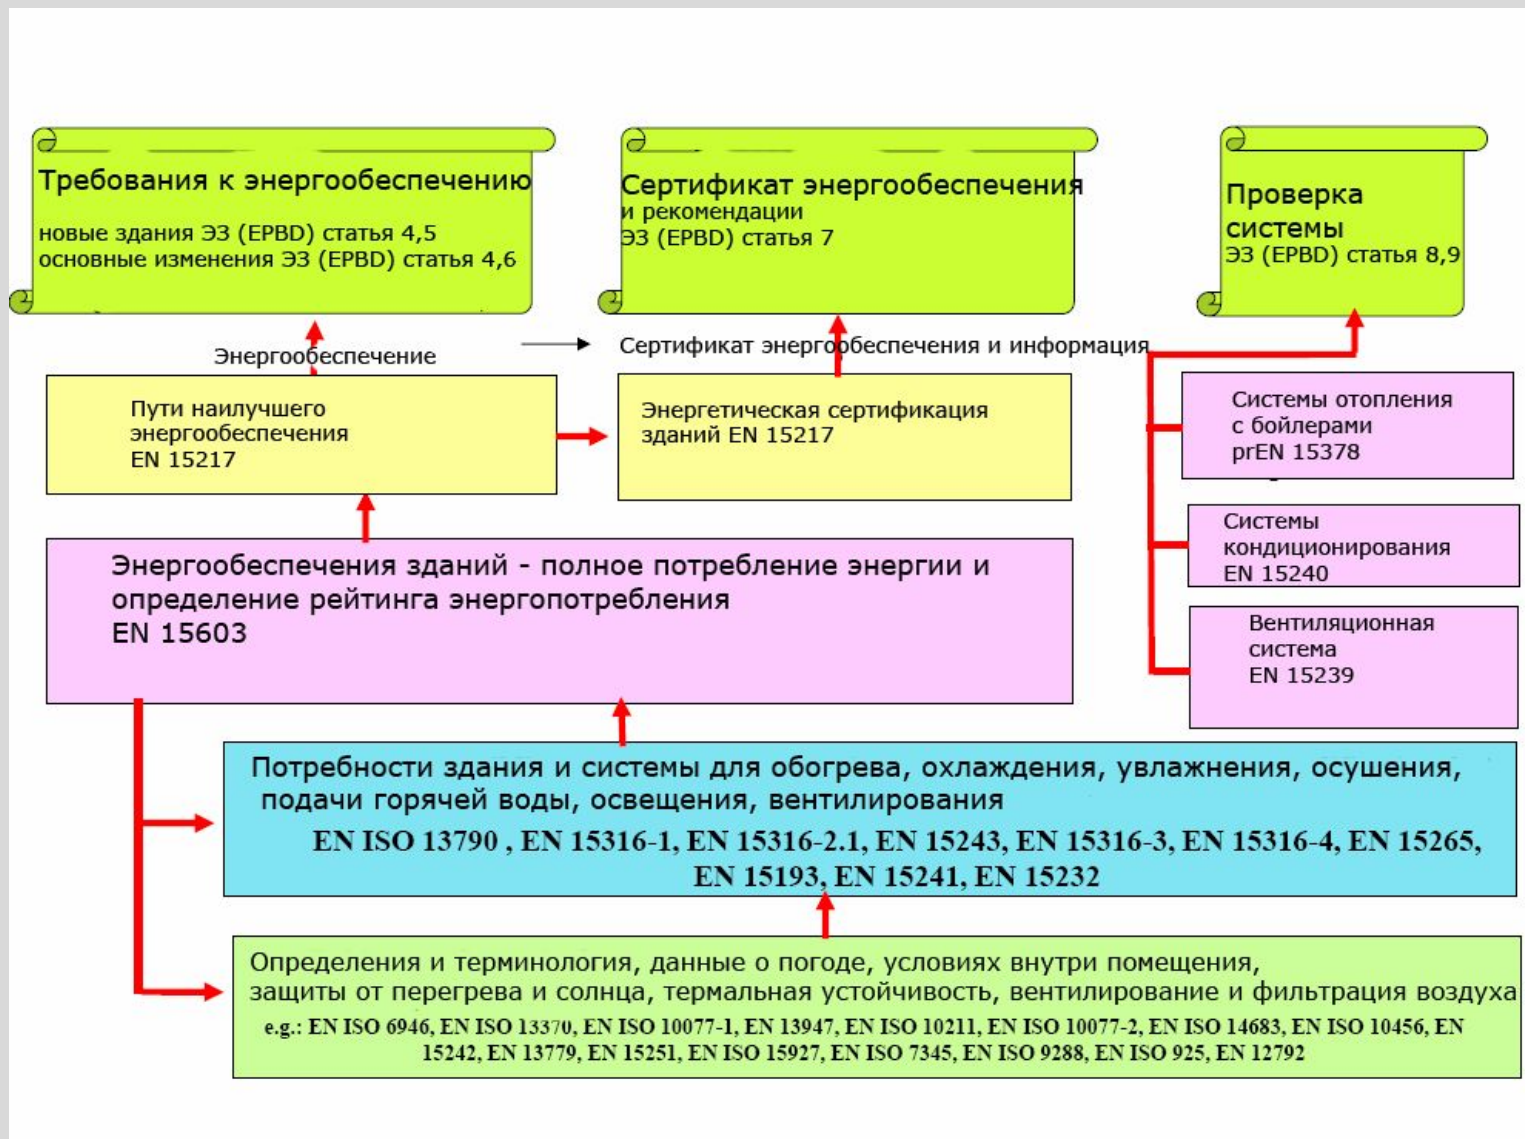 Требования к энергообеспечению
новые здания ЭЗ (EPBD) статья 4,5
основные изменения ЭЗ (EPBD) статья 4,6
Сертификат энергообеспечения
и рекомендации
ЭЗ (EPBD) статья 7
Проверка
системы
ЭЗ (EPBD) статья 8,9
Энергообеспечение
Сертификат энергообеспечения и информация
Пути наилучшего
энергообеспечения
EN 15217
Энергетическая сертификация
зданий EN 15217
Системы отопления
с бойлерами
prEN 15378
Системы
кондиционирования
EN 15240
Вентиляционная
система
EN 15239
Энергообеспечения зданий - полное потребление энергии и
определение рейтинга энергопотребления
EN 15603
Потребности здания и системы для обогрева, охлаждения, увлажнения, осушения,
подачи горячей воды, освещения, вентилирования
EN ISO 13790 , EN 15316-1, EN 15316-2.1, EN 15243, EN 15316-3, EN 15316-4, EN 15265,
EN 15193, EN 15241, EN 15232
Определения и терминология, данные о погоде, условиях внутри помещения,
защиты от перегрева и солнца, термальная устойчивость, вентилирование и фильтрация воздуха
e.g.: EN ISO 6946, EN ISO 13370, EN ISO 10077-1, EN 13947, EN ISO 10211, EN ISO 10077-2, EN ISO 14683, EN ISO 10456, EN
15242, EN 13779, EN 15251, EN ISO 15927, EN ISO 7345, EN ISO 9288, EN ISO 925, EN 12792